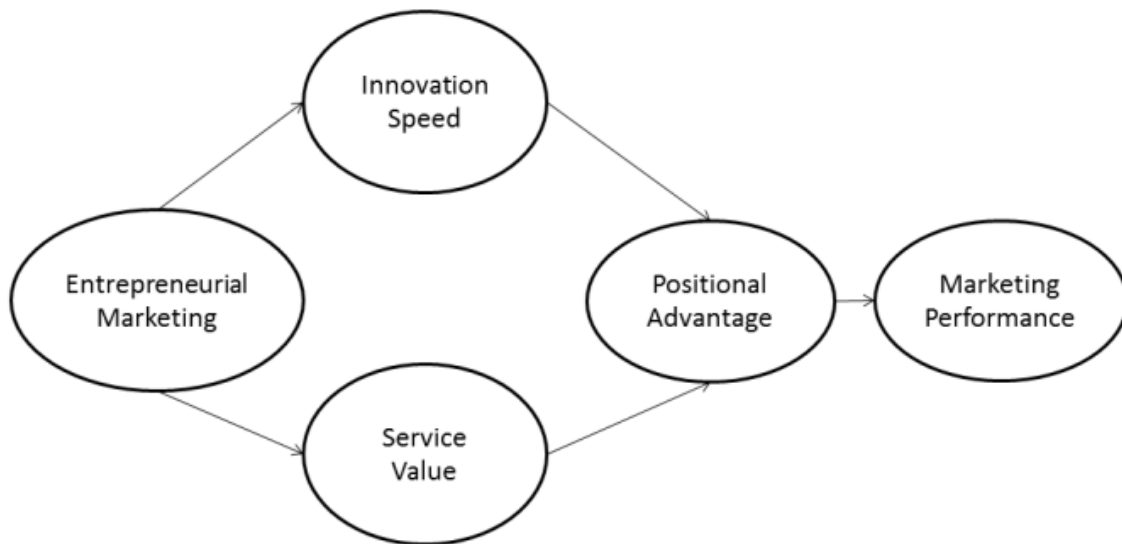 Innovation
Speed
Entrepreneurial
Marketing
Positional
Advantage
Marketing
Performance
Service
Value